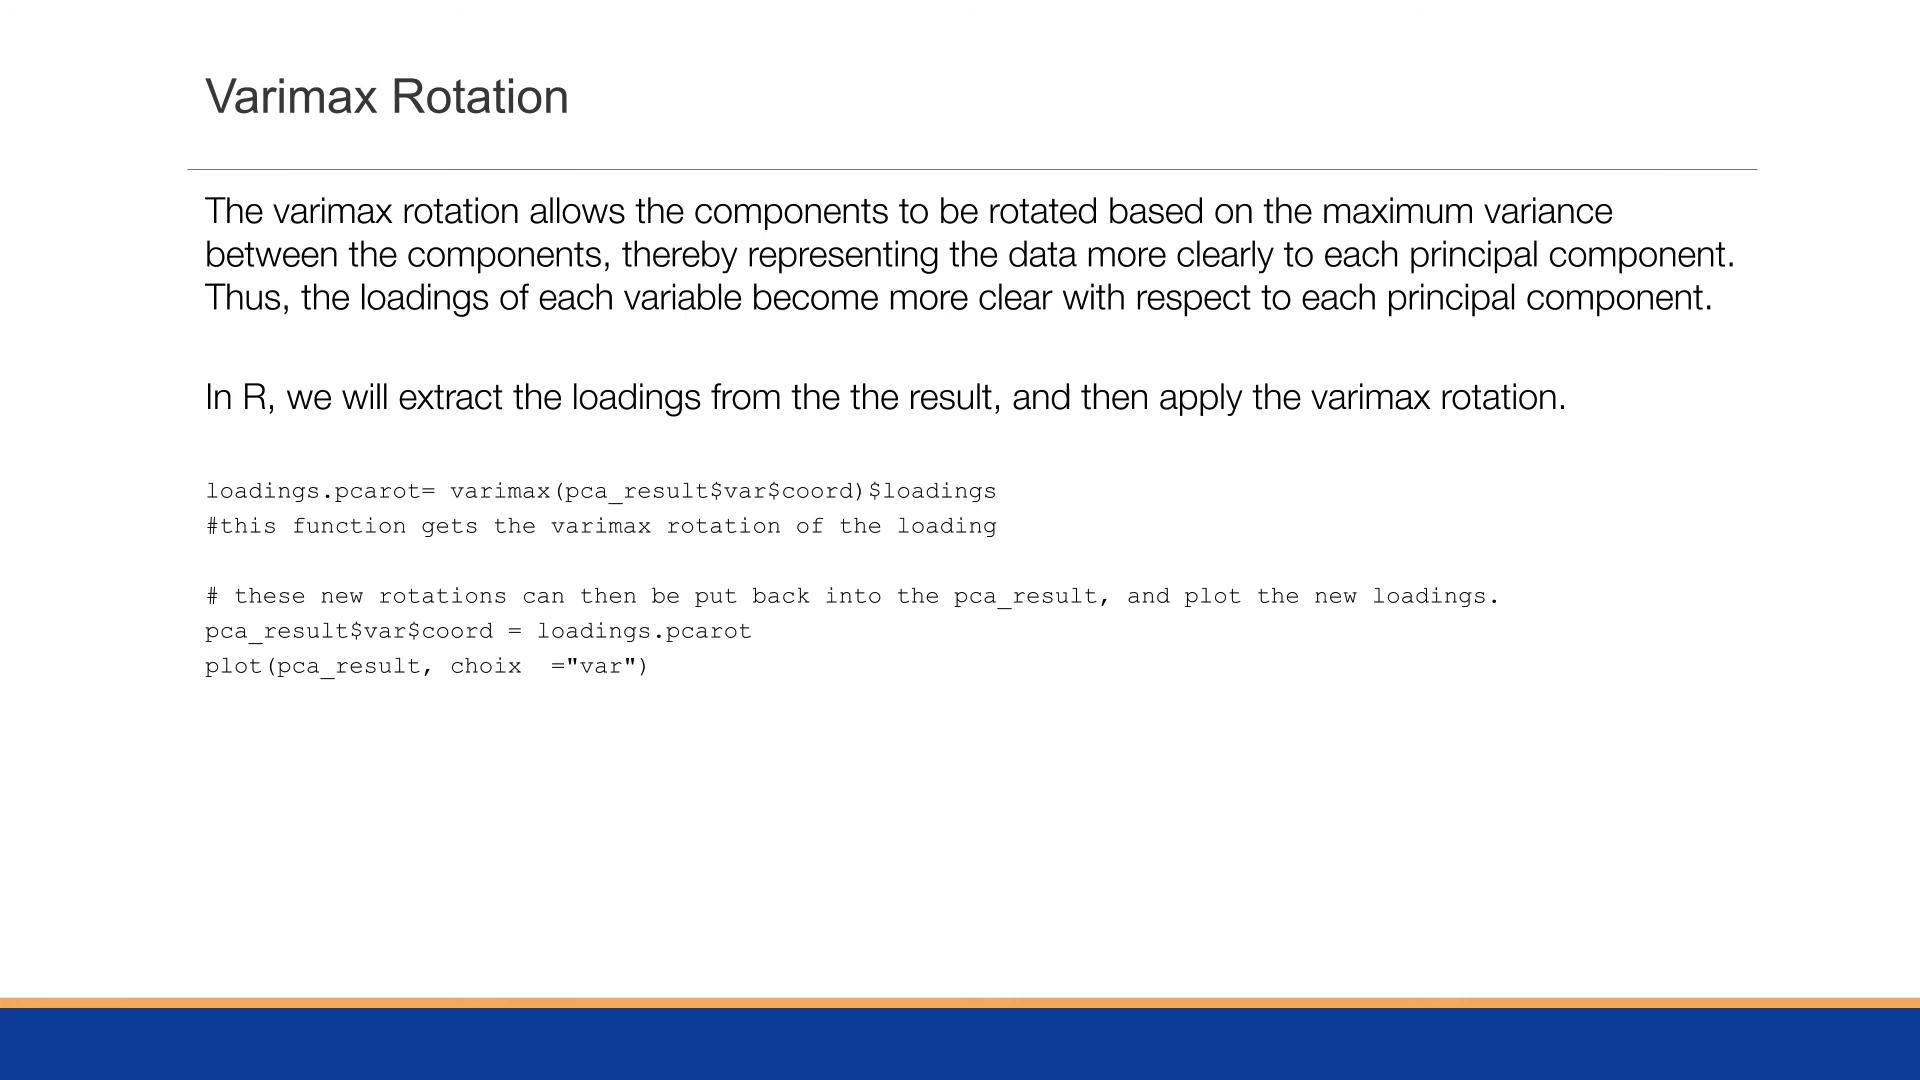 Varimax Rotation
The varimax rotation allows the components to be rotated based on the maximum variance
between the components, thereby representing the data more clearly to each principal component.
Thus, the loadings of each variable become more clear with respect to each principal component.
In R, we will extract the loadings from the the result, and then apply the varimax rotation.
loadings.pcarot= varimax(pca_result$var$coord)$loadings
#this function gets the varimax rotation of the loading
# these new rotations can then be put back into the pca_result, and plot the new loadings.
pca_result$var$coord = loadings.pcarot
plot(pca_result, choix  ="var")